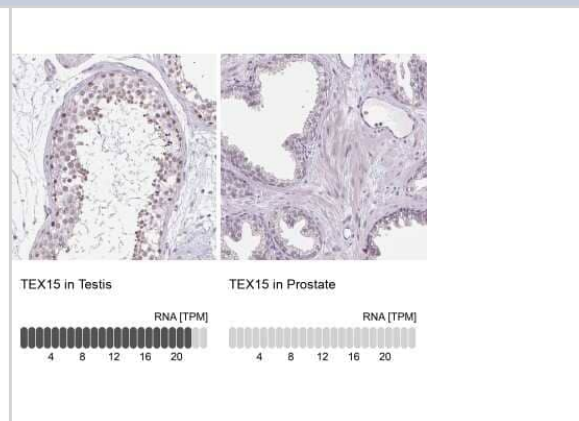 TEX15 in Testis
TEX15 in Prostate
RNA [TPM]
RNA [TPM]
4 8 12 16 20
4 8 12 16 20